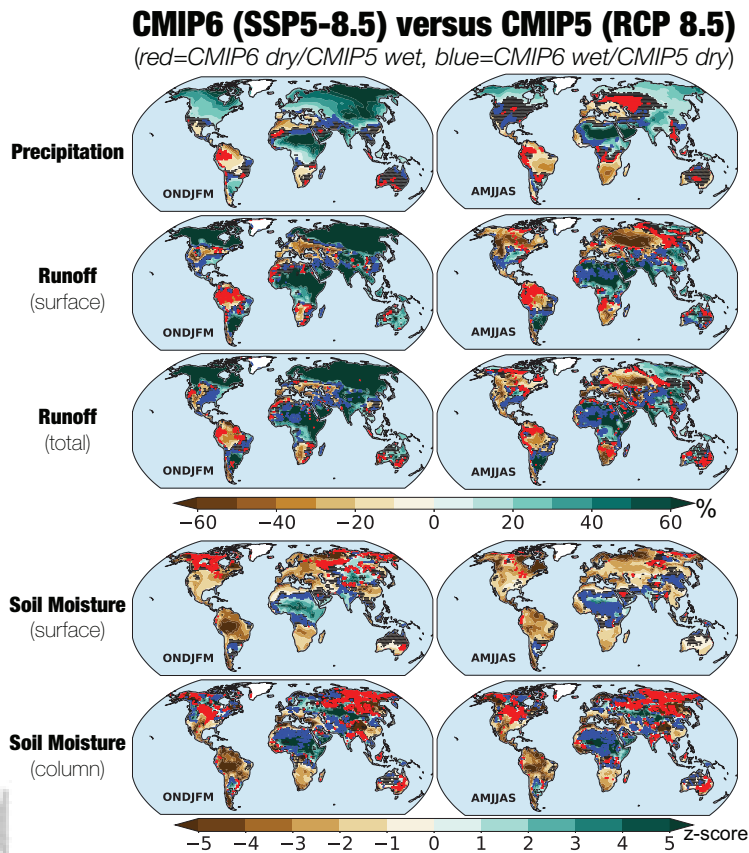 CMIP6 (SSP5-8.5) versus CMIP5 (RCP 8.5)
(red=CMIP6 dry/CMIP5 wet, blue=CMIP6 wet/CMIP5 dry)
Precipitation
ONDJFM
AMJJAS
Runoff
(surface)
ONDJFM
AMJJAS
Runoff
(total)
ONDJFM
AMJJAS
−60 −40 −20 0 20 40 60 %
Soil Moisture
(surface)
ONDJFM
AMJJAS
Soil Moisture
(column)
ONDJFM
AMJJAS
−5 −4 −3 −2 −1 0 1 2 3 4 5 z-score